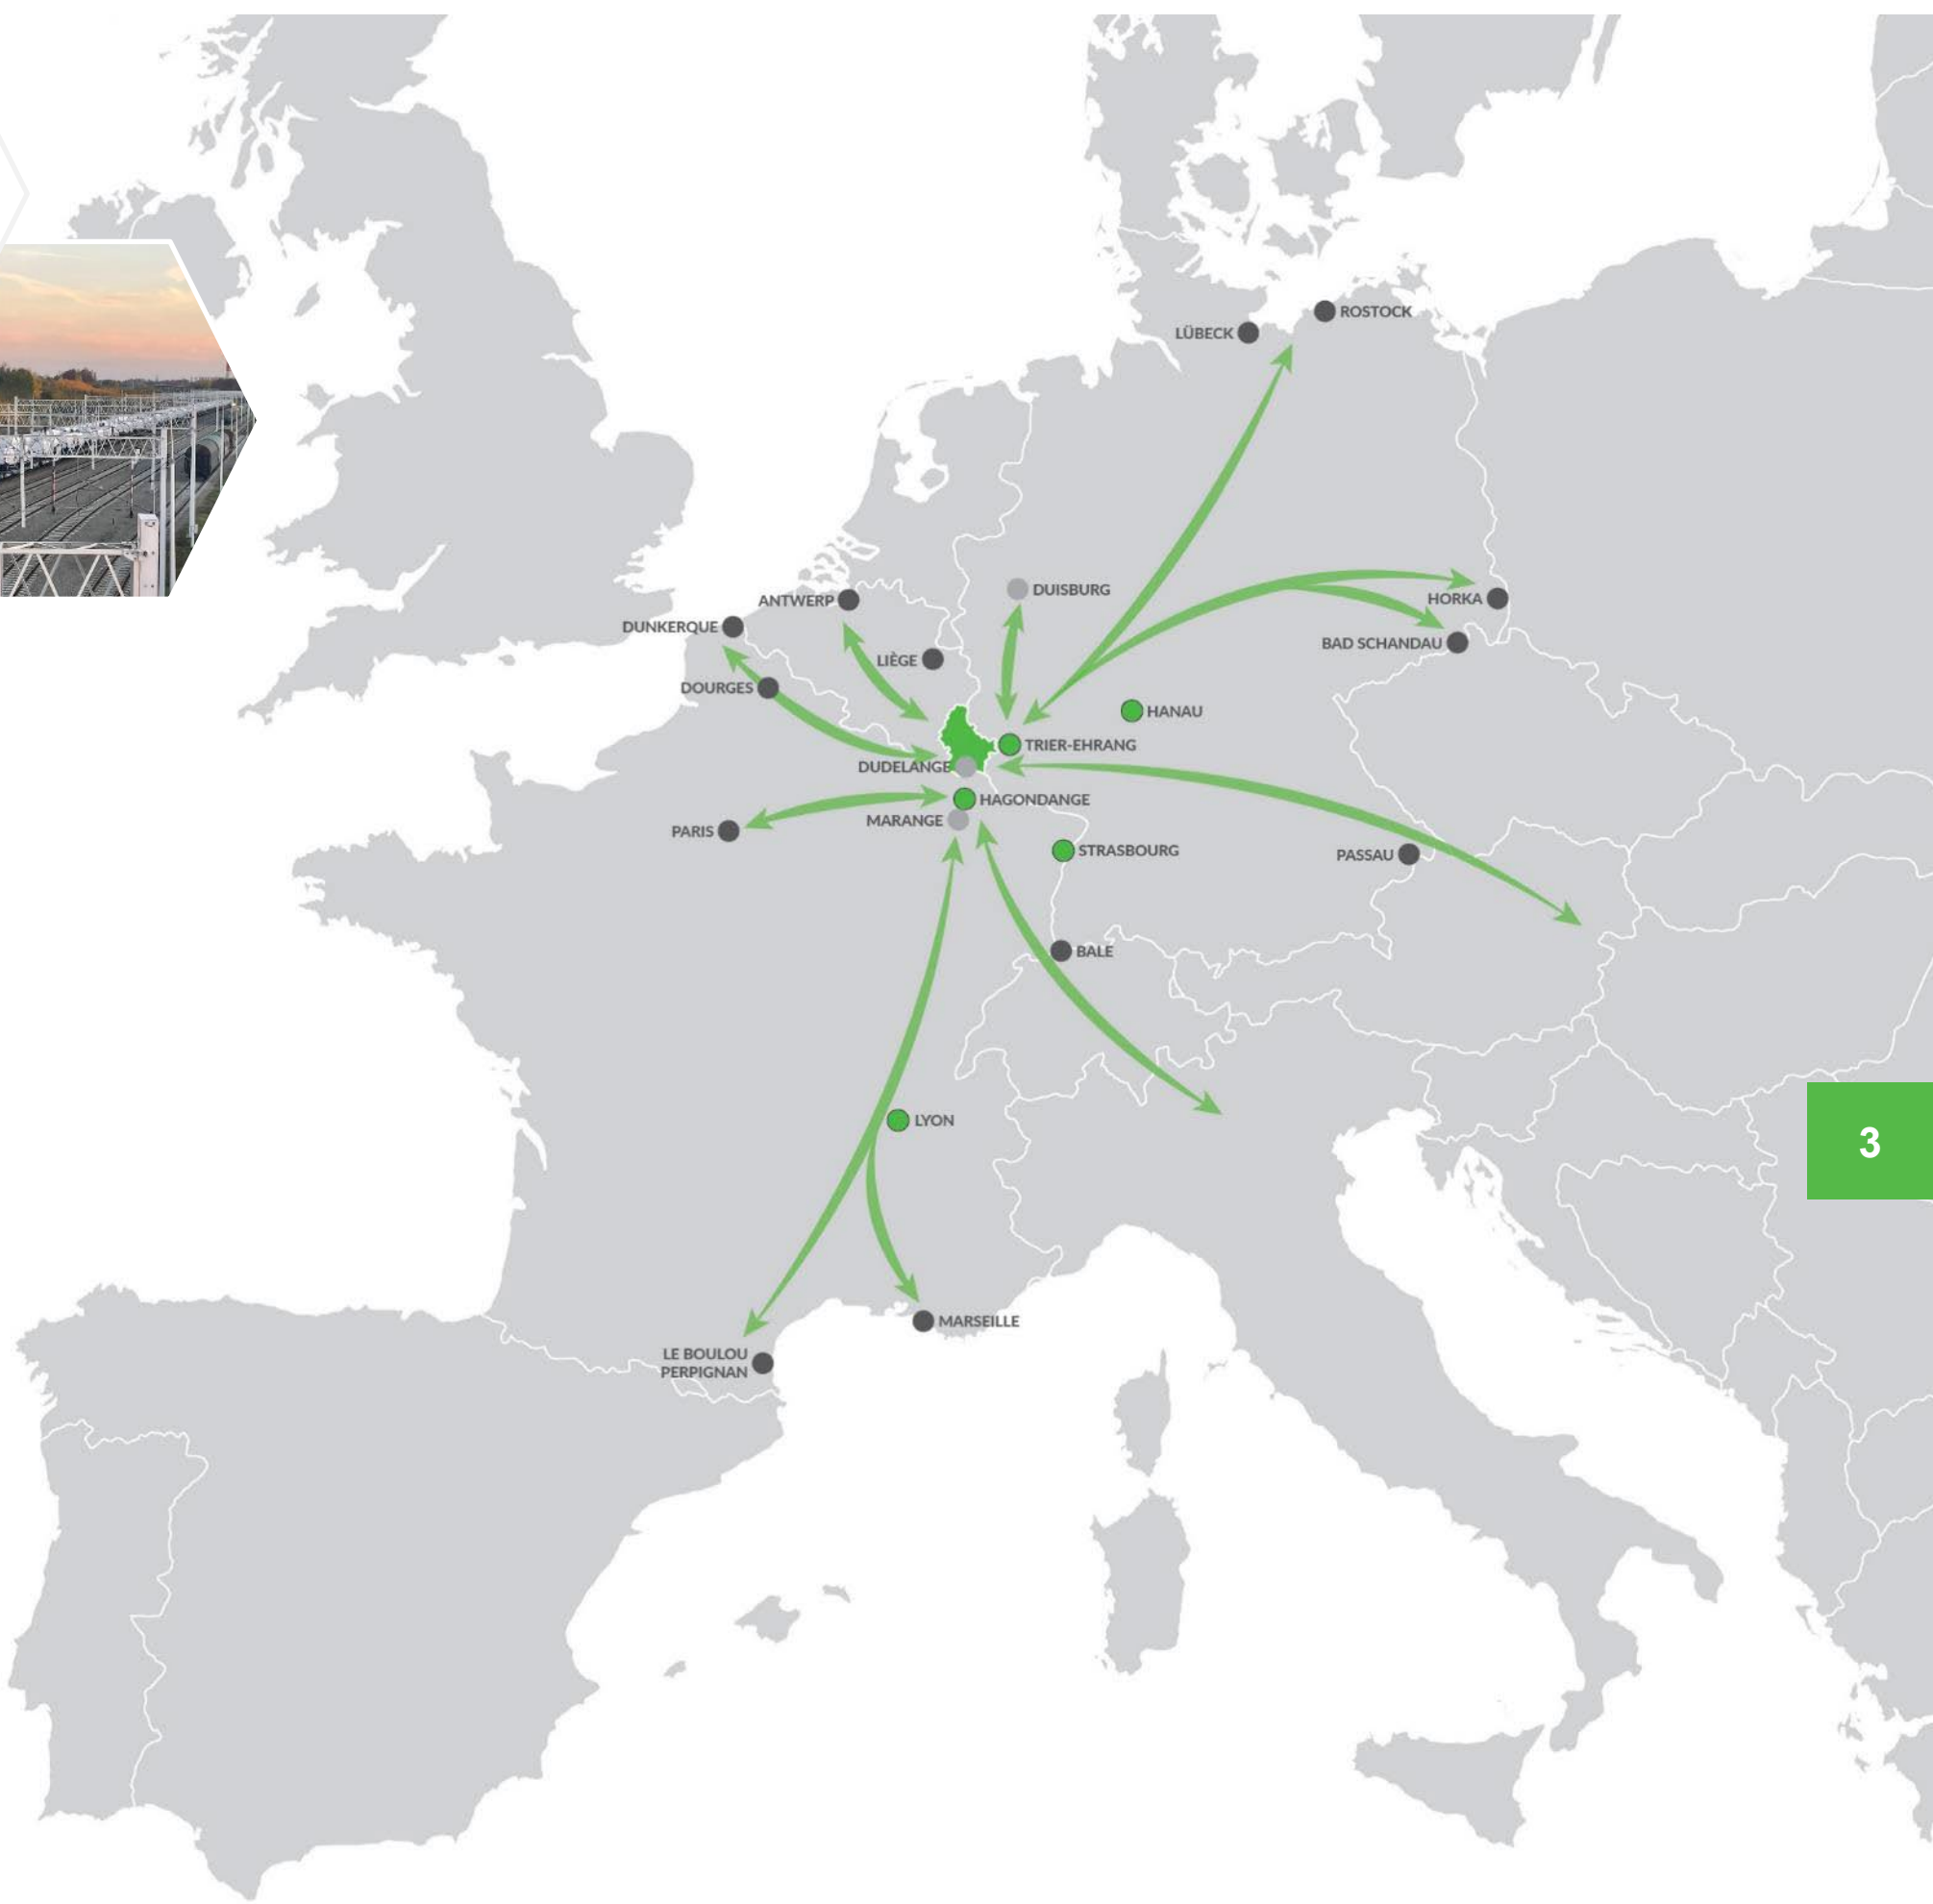 ROSTOCK
LÜBECK
DUISBURG
ANTWERP
HORKA
DUNKERQUE
BAD SCHANDAU
LIÈGE
DOURGES
HANAU
TRIER-EHRANG
DUDELANGE
HAGONDANGE
MARANGE
PARIS
STRASBOURG
PASSAU
BALE
LYON
3
MARSEILLE
LE BOULOU
PERPIGNAN